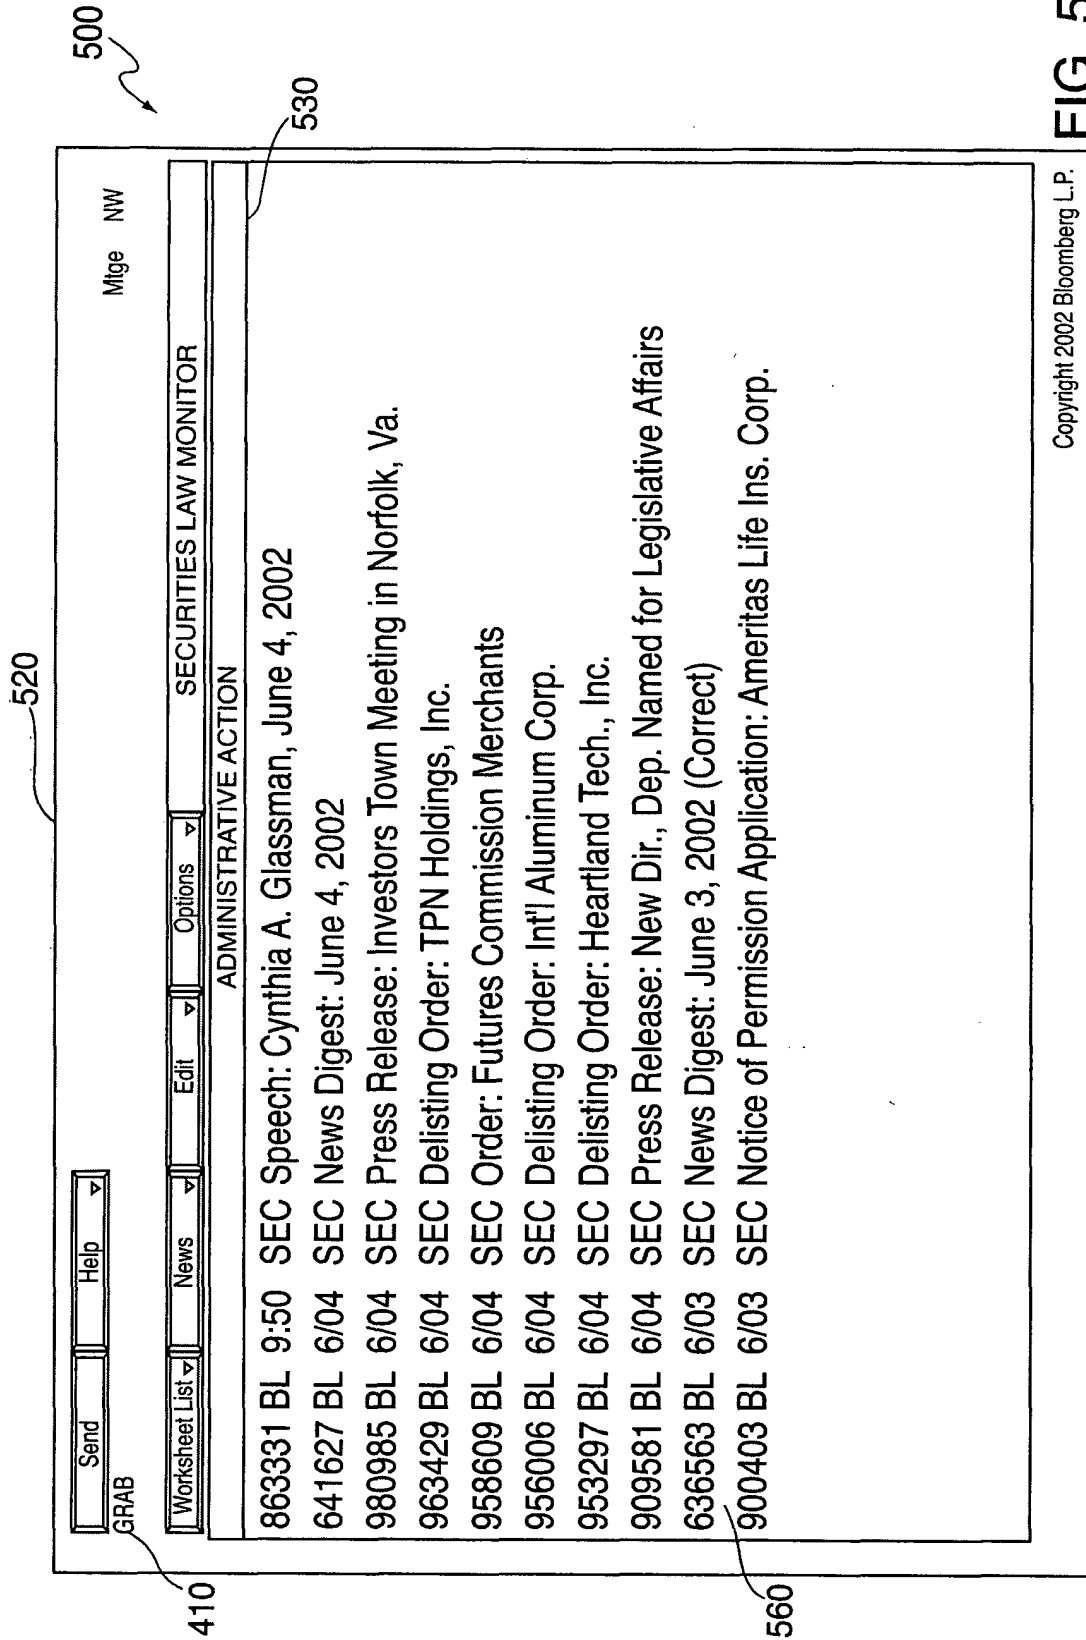 500
520
Send Help
GRAB
Mtge NW
410
Worksheet List News Edit Options SECURITIES LAW MONITOR
ADMINISTRATIVE ACTION
530
863331 BL 9:50 SEC Speech: Cynthia A. Glassman, June 4, 2002
641627 BL 6/04 SEC News Digest: June 4, 2002
980985 BL 6/04 SEC Press Release: Investors Town Meeting in Norfolk, Va.
963429 BL 6/04 SEC Delisting Order: TPN Holdings, Inc.
958609 BL 6/04 SEC Order: Futures Commission Merchants
956006 BL 6/04 SEC Delisting Order: Int'l Aluminum Corp.
953297 BL 6/04 SEC Delisting Order: Heartland Tech., Inc.
909581 BL 6/04 SEC Press Release: New Dir., Dep. Named for Legislative Affairs
636563 BL 6/03 SEC News Digest: June 3, 2002 (Correct)
900403 BL 6/03 SEC Notice of Permission Application: Ameritas Life Ins. Corp.
560
Copyright 2002 Bloomberg L.P.
FIG. 5